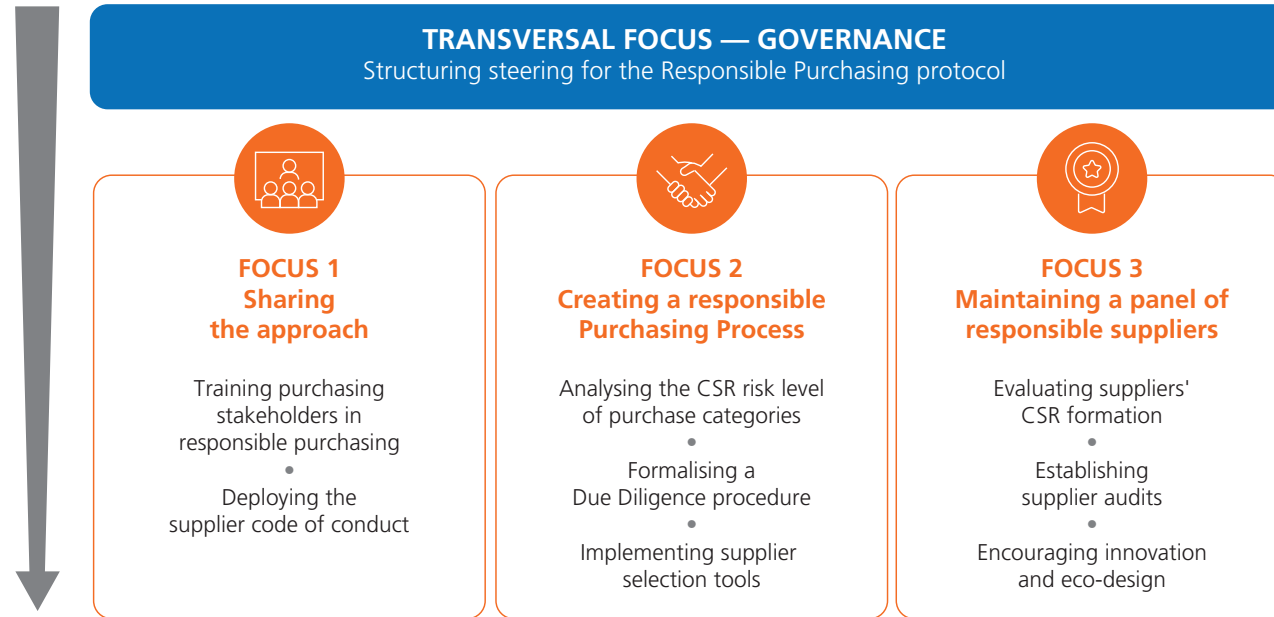 TRANSVERSAL FOCUS — GOVERNANCE
Structuring steering for the Responsible Purchasing protocol
FOCUS 1
Sharing
the approach
Training purchasing
stakeholders in
responsible purchasing
•
Deploying the
supplier code of conduct
FOCUS 2
Creating a responsible
Purchasing Process
Analysing the CSR risk level
of purchase categories
•
Formalising a
Due Diligence procedure
•
Implementing supplier
selection tools
FOCUS 3
Maintaining a panel of
responsible suppliers
Evaluating suppliers'
CSR formation
•
Establishing
supplier audits
•
Encouraging innovation
and eco-design